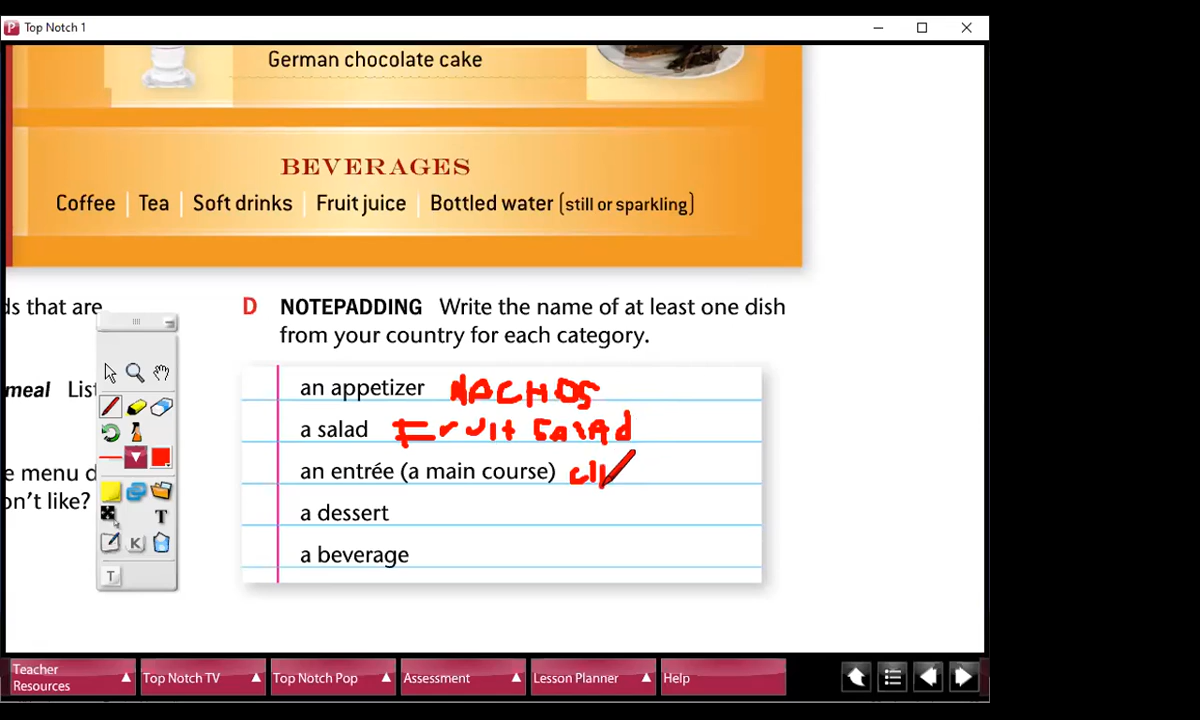 Top Notch 1
German chocolate cake
BEVERAGES
Coffee | Tea | Soft drinks | Fruit juice | Bottled water (still or sparkling)
ds that are
meal List
e menu d
on't like?
D NOTEPADDING Write the name of at least one dish
from your country for each category.
an appetizer NACHOS
a salad Fruit Salad
an entrée (a main course)
a dessert
a beverage
T
K
T
Teacher Resources
Top Notch TV
Top Notch Pop
Assessment
Lesson Planner
Help